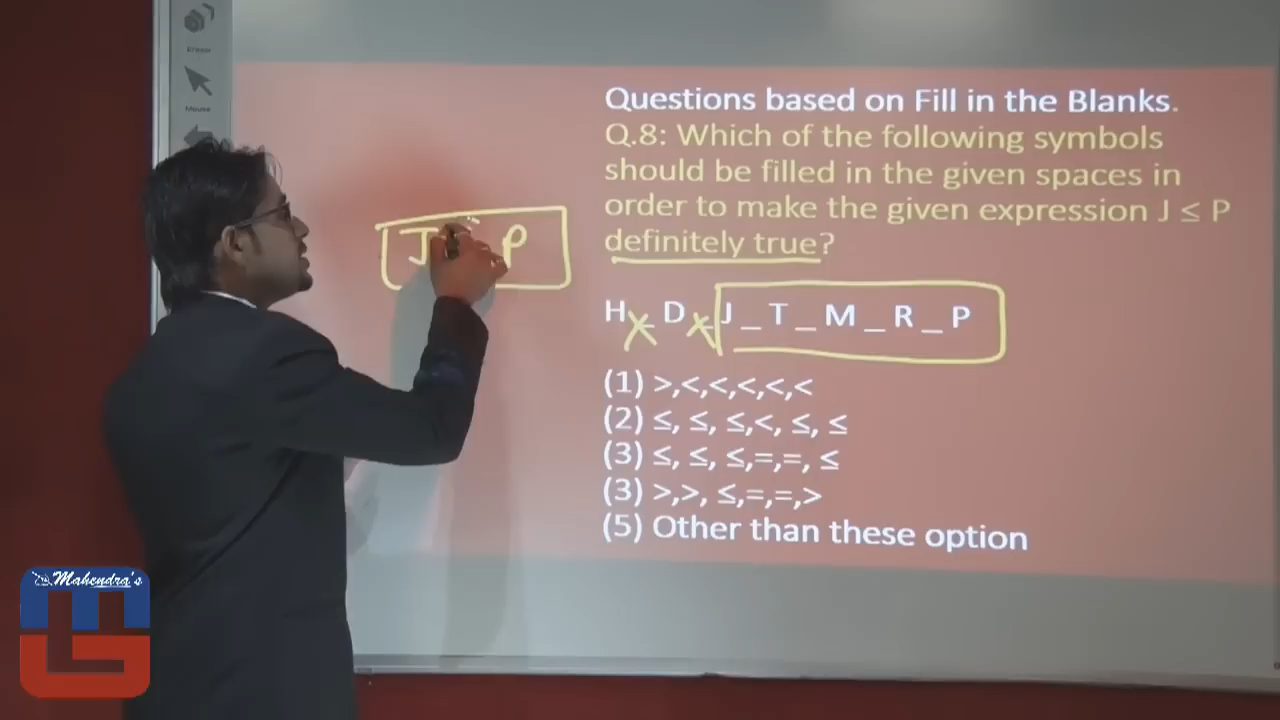 Eraser
Mouse
Questions based on Fill in the Blanks.
Q.8: Which of the following symbols
should be filled in the given spaces in
order to make the given expression J ≤ P
definitely true?
J P
H _ D _ J _ T _ M _ R _ P
(1) >,<,<,<,<,<
(2) ≤, ≤, ≤,<, ≤, ≤
(3) ≤, ≤, ≤,=,=, ≤
(3) >,>, ≤,=,=,>
(5) Other than these option
Mahendra's